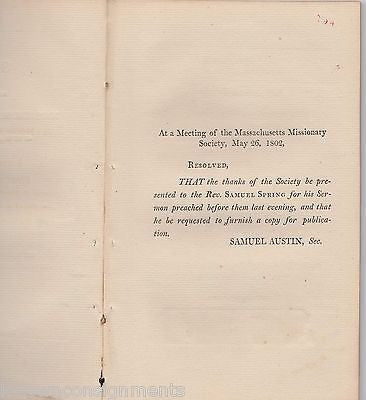 At a Meeting of the Massachusetts Missionary
Society, May 26, 1802,
RESOLVED,
THAT the thanks of the Society be pre-
sented to the Rev. SAMUEL SPRING for his Ser-
mon preached before them last evening, and that
he be requested to furnish a copy for publica-
tion.
SAMUEL AUSTIN, Sec.